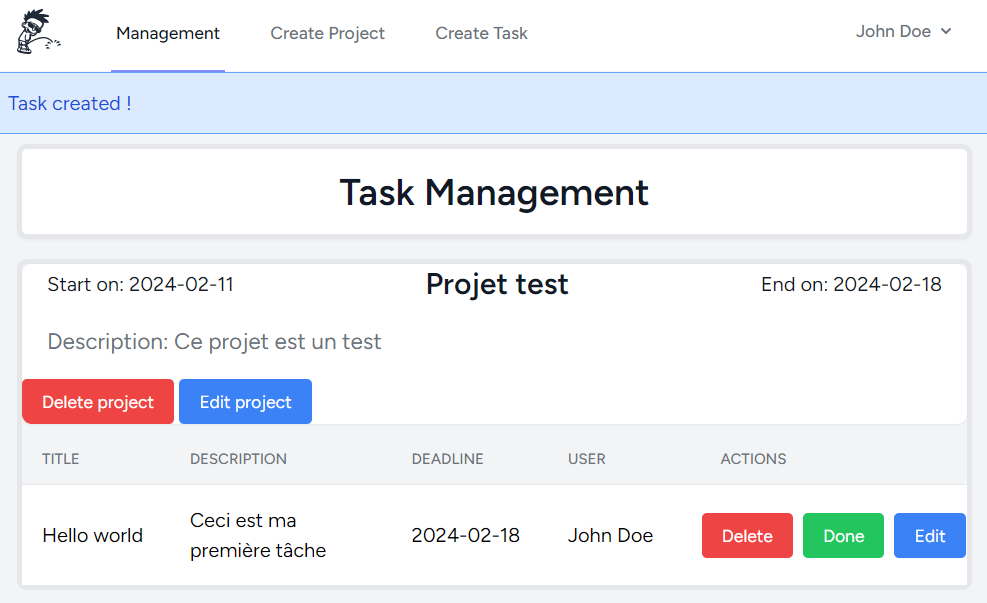 Management Create Project Create Task John Doe
Task created !
Task Management
Start on: 2024-02-11 Projet test End on: 2024-02-18
Description: Ce projet est un test
Delete project Edit project
TITLE DESCRIPTION DEADLINE USER ACTIONS
Hello world Ceci est ma première tâche 2024-02-18 John Doe Delete Done Edit